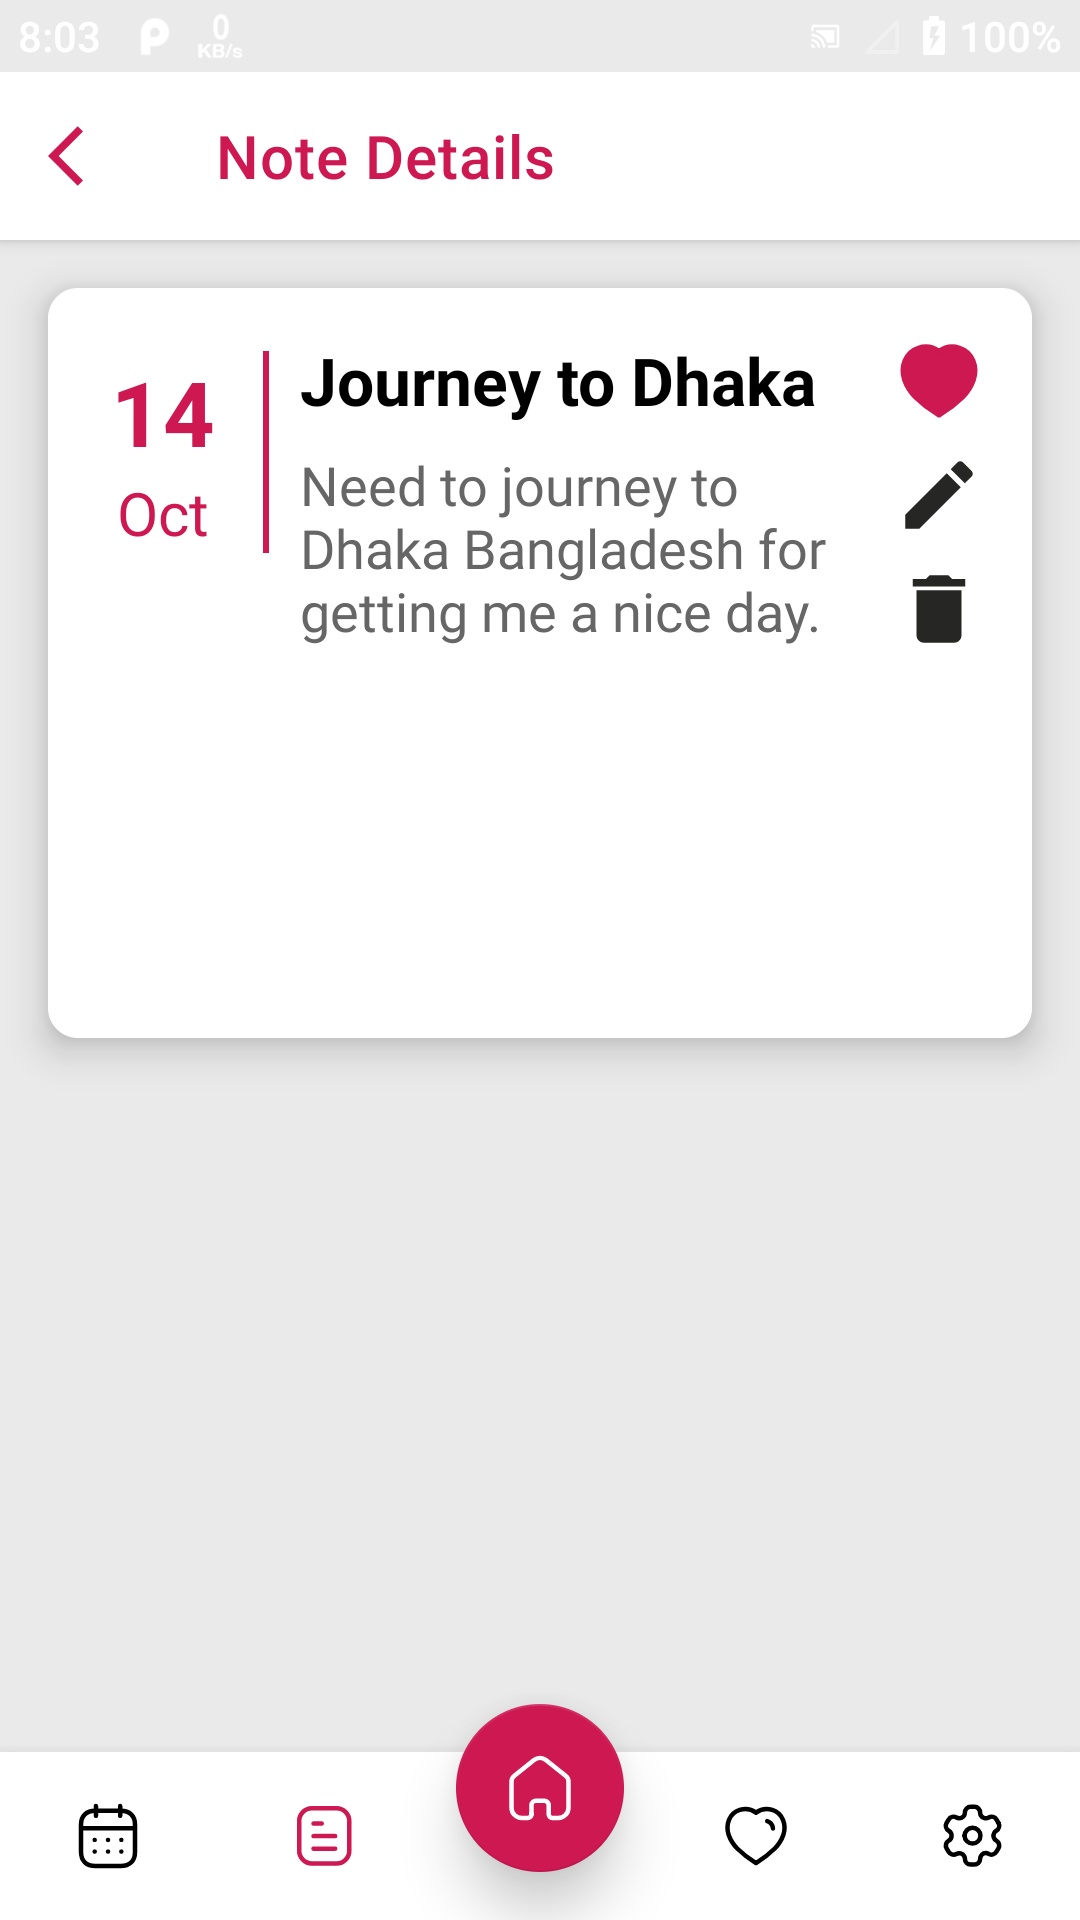 8:03
0
KB/s
100%
Note Details
14
Oct
Journey to Dhaka
Need to journey to
Dhaka Bangladesh for
getting me a nice day.